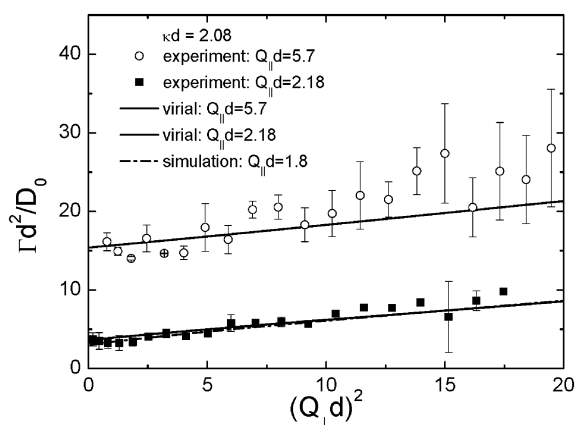 κd = 2.08
experiment: Q||d=5.7
experiment: Q||d=2.18
virial: Q||d=5.7
virial: Q||d=2.18
simulation: Q||d=1.8
Γd²/D₀
40
30
20
10
0
0 5 10 15 20
(Q⊥d)²